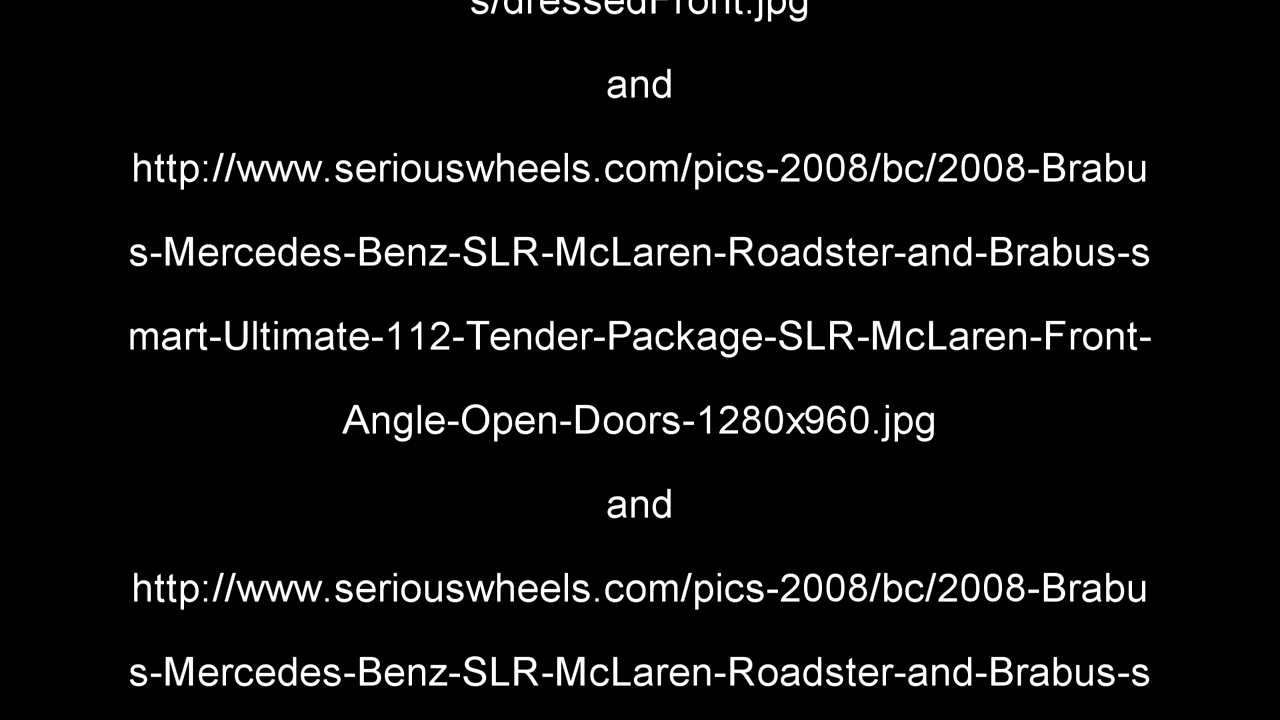 s/dressedFront.jpg
and
http://www.seriouswheels.com/pics-2008/bc/2008-Brabu
s-Mercedes-Benz-SLR-McLaren-Roadster-and-Brabus-s
mart-Ultimate-112-Tender-Package-SLR-McLaren-Front-
Angle-Open-Doors-1280x960.jpg
and
http://www.seriouswheels.com/pics-2008/bc/2008-Brabu
s-Mercedes-Benz-SLR-McLaren-Roadster-and-Brabus-s